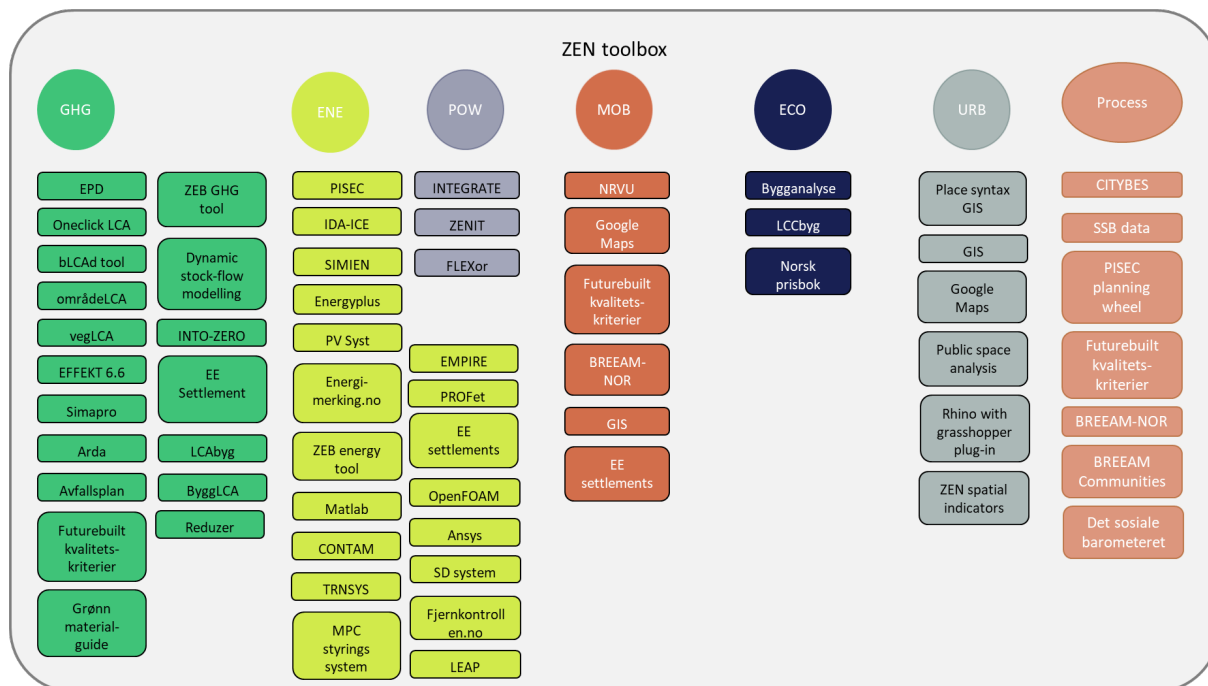 ZEN toolbox
GHG
EPD
Oneclick LCA
bLCAd tool
områdeLCA
vegLCA
EFFEKT 6.6
Simapro
Arda
Avfallsplan
Futurebuilt
kvalitets-
kriterier
Grønn
material-
guide
ZEB GHG
tool
Dynamic
stock-flow
modelling
INTO-ZERO
EE
Settlement
LCAbyg
ByggLCA
Reduzer
ENE
PISEC
IDA-ICE
SIMIEN
Energyplus
PV Syst
Energi-
merking.no
ZEB energy
tool
Matlab
CONTAM
TRNSYS
MPC
styrings
system
POW
INTEGRATE
ZENIT
FLEXor
EMPIRE
PROFet
EE
settlements
OpenFOAM
Ansys
SD system
Fjernkontroll
en.no
LEAP
MOB
NRVU
Google
Maps
Futurebuilt
kvalitets-
kriterier
BREEAM-
NOR
GIS
EE
settlements
ECO
Bygganalyse
LCCbyg
Norsk
prisbok
URB
Place syntax
GIS
GIS
Google
Maps
Public space
analysis
Rhino with
grasshopper
plug-in
ZEN spatial
indicators
Process
CITYBES
SSB data
PISEC
planning
wheel
Futurebuilt
kvalitets-
kriterier
BREEAM-NOR
BREEAM
Communities
Det sosiale
barometeret